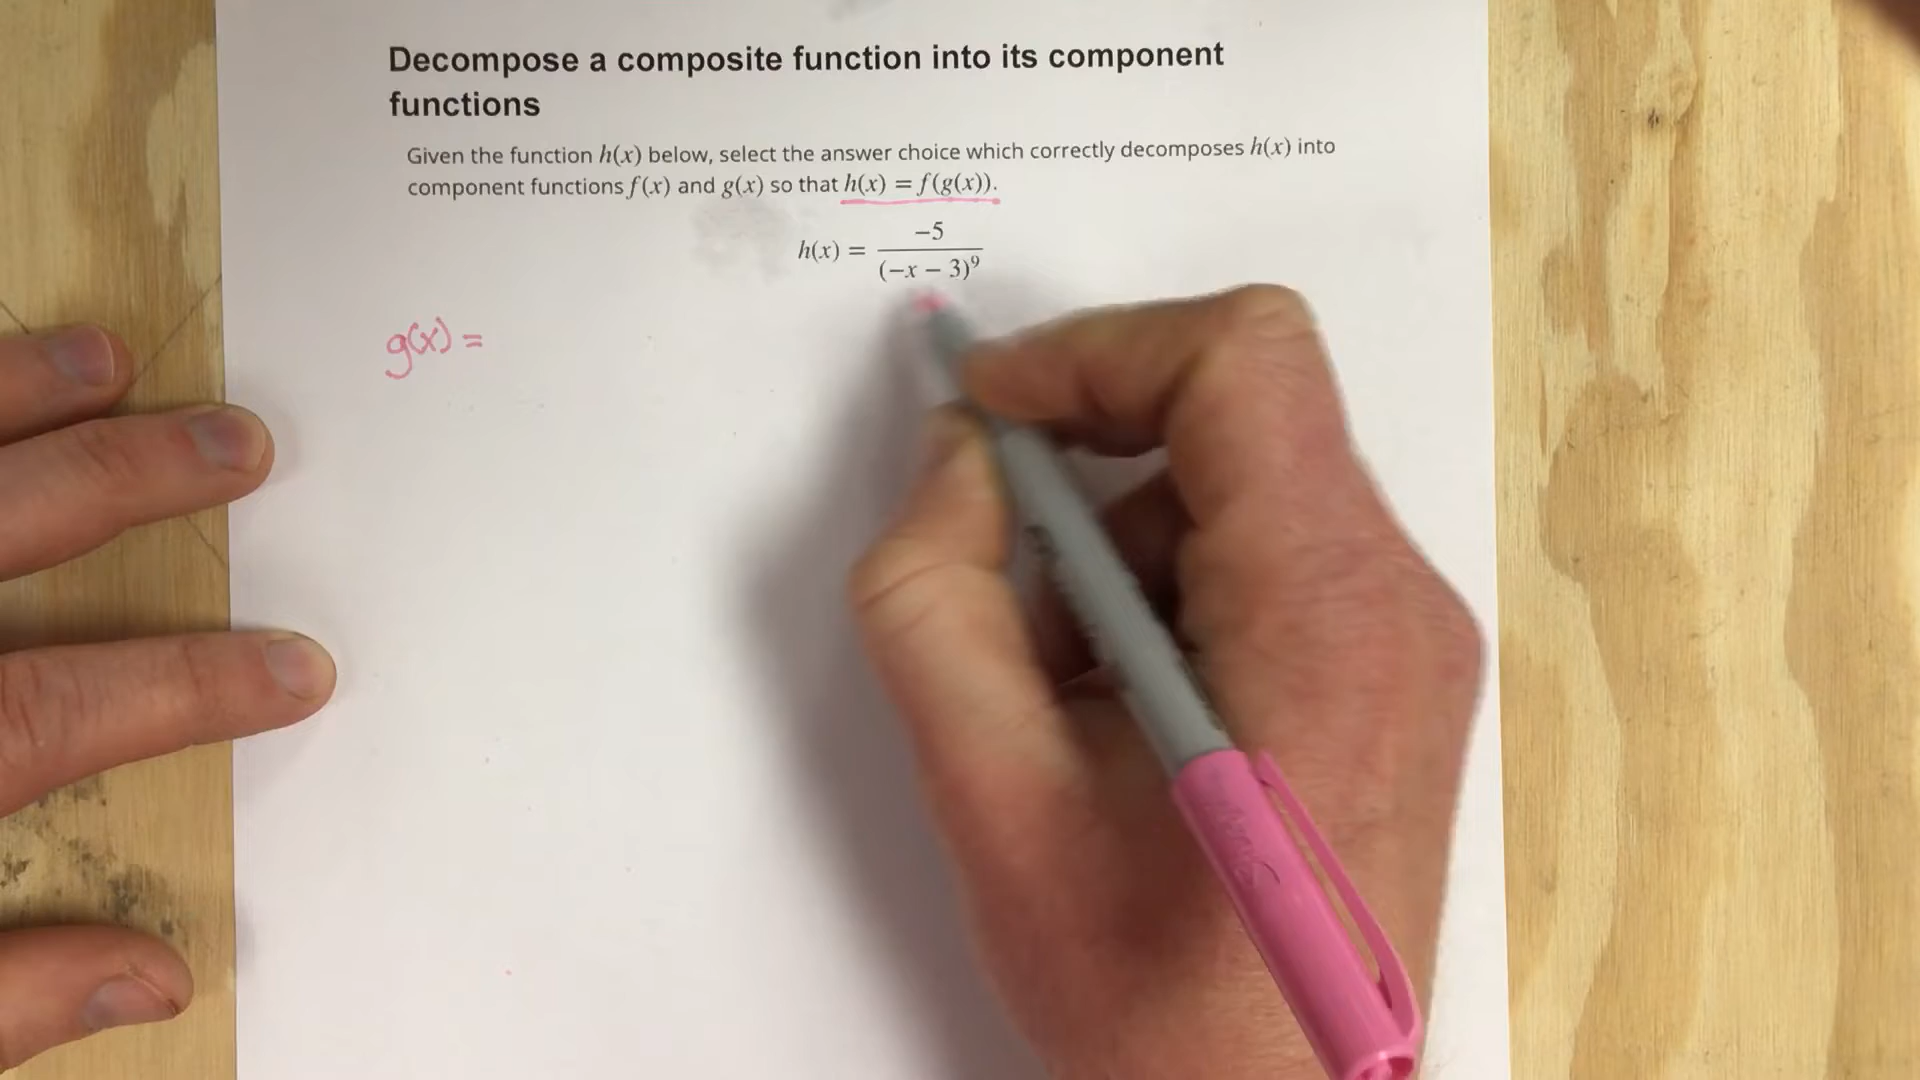 Decompose a composite function into its component
functions
Given the function h(x) below, select the answer choice which correctly decomposes h(x) into
component functions f(x) and g(x) so that h(x) = f(g(x)).
h(x) = −5 / (−x − 3)⁹
g(x) =